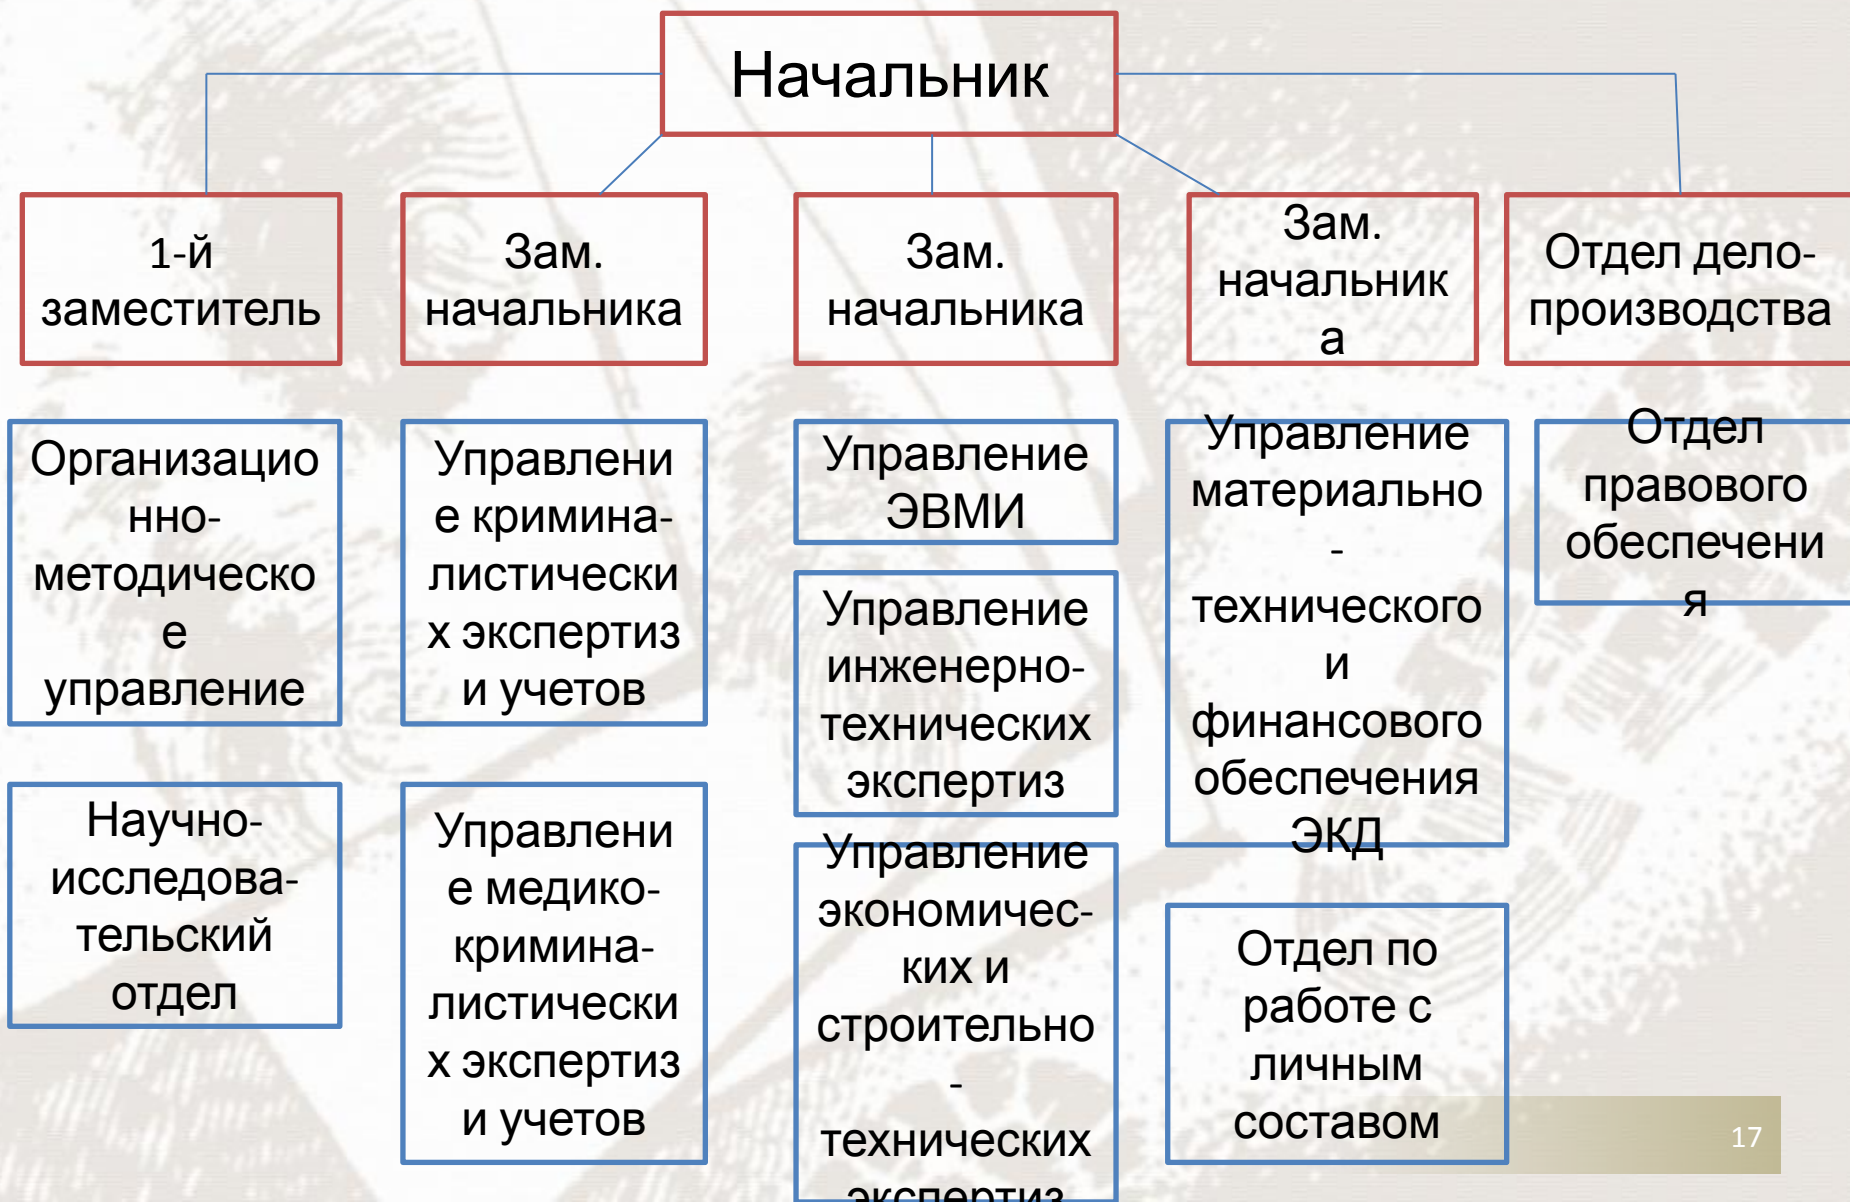 Начальник
1-й
заместитель
Зам.
начальника
Зам.
начальника
Зам.
начальник
а
Отдел дело-
производства
Организацио
нно-
методическо
е
управление
Научно-
исследова-
тельский
отдел
Управлени
е кримина-
листически
х экспертиз
и учетов
Управлени
е медико-
кримина-
листически
х экспертиз
и учетов
Управление
ЭВМИ
Управление
инженерно-
технических
экспертиз
Управление
экономичес-
ких и
строительно
-
технических
экспертиз
Управление
материально
-
технического
и
финансового
обеспечения
ЭКД
Отдел по
работе с
личным
составом
Отдел
правового
обеспечени
я
17